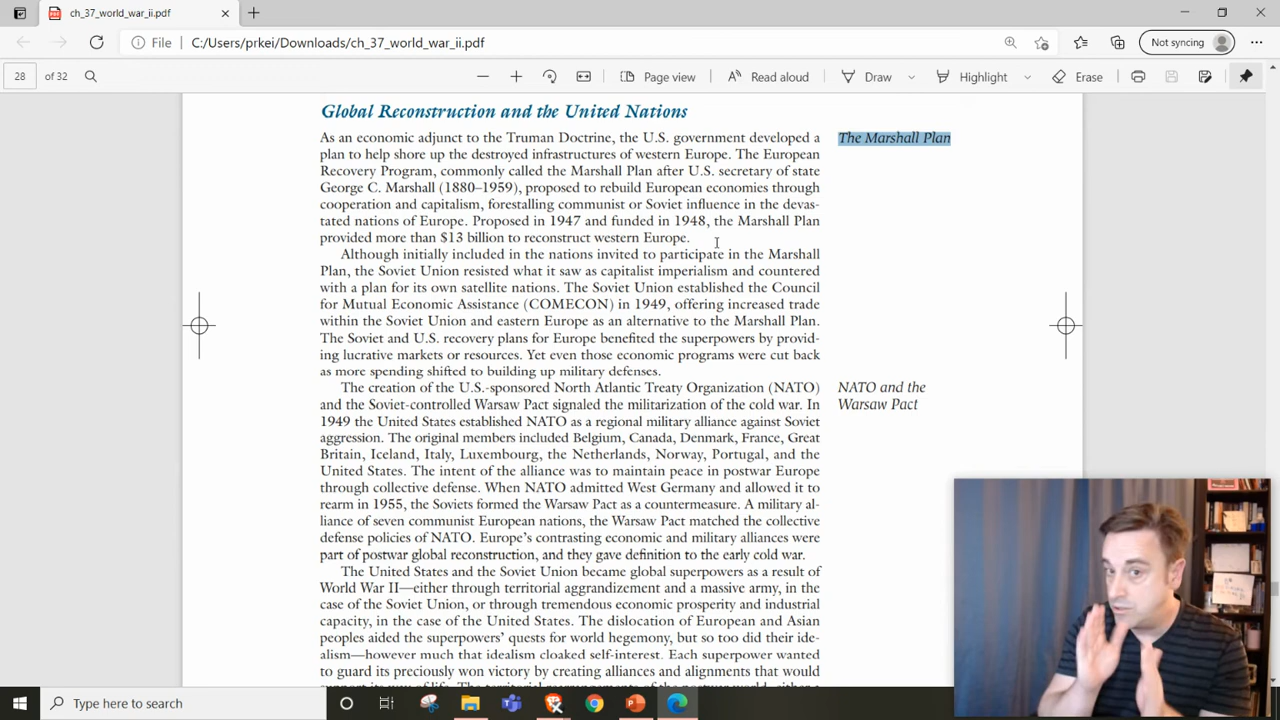 ch_37_world_war_ii.pdf
File
C:/Users/prkei/Downloads/ch_37_world_war_ii.pdf
Not syncing
28
of 32
Page view
Read aloud
Draw
Highlight
Erase
Global Reconstruction and the United Nations
As an economic adjunct to the Truman Doctrine, the U.S. government developed a
plan to help shore up the destroyed infrastructures of western Europe. The European
Recovery Program, commonly called the Marshall Plan after U.S. secretary of state
George C. Marshall (1880–1959), proposed to rebuild European economies through
cooperation and capitalism, forestalling communist or Soviet influence in the devas-
tated nations of Europe. Proposed in 1947 and funded in 1948, the Marshall Plan
provided more than $13 billion to reconstruct western Europe.
The Marshall Plan
Although initially included in the nations invited to participate in the Marshall
Plan, the Soviet Union resisted what it saw as capitalist imperialism and countered
with a plan for its own satellite nations. The Soviet Union established the Council
for Mutual Economic Assistance (COMECON) in 1949, offering increased trade
within the Soviet Union and eastern Europe as an alternative to the Marshall Plan.
The Soviet and U.S. recovery plans for Europe benefited the superpowers by provid-
ing lucrative markets or resources. Yet even those economic programs were cut back
as more spending shifted to building up military defenses.
The creation of the U.S.-sponsored North Atlantic Treaty Organization (NATO)
and the Soviet-controlled Warsaw Pact signaled the militarization of the cold war. In
1949 the United States established NATO as a regional military alliance against Soviet
aggression. The original members included Belgium, Canada, Denmark, France, Great
Britain, Iceland, Italy, Luxembourg, the Netherlands, Norway, Portugal, and the
United States. The intent of the alliance was to maintain peace in postwar Europe
through collective defense. When NATO admitted West Germany and allowed it to
rearm in 1955, the Soviets formed the Warsaw Pact as a countermeasure. A military al-
liance of seven communist European nations, the Warsaw Pact matched the collective
defense policies of NATO. Europe's contrasting economic and military alliances were
part of postwar global reconstruction, and they gave definition to the early cold war.
NATO and the
Warsaw Pact
The United States and the Soviet Union became global superpowers as a result of
World War II—either through territorial aggrandizement and a massive army, in the
case of the Soviet Union, or through tremendous economic prosperity and industrial
capacity, in the case of the United States. The dislocation of European and Asian
peoples aided the superpowers' quests for world hegemony, but so too did their ide-
alism—however much that idealism cloaked self-interest. Each superpower wanted
to guard its preciously won victory by creating alliances and alignments that would
Type here to search